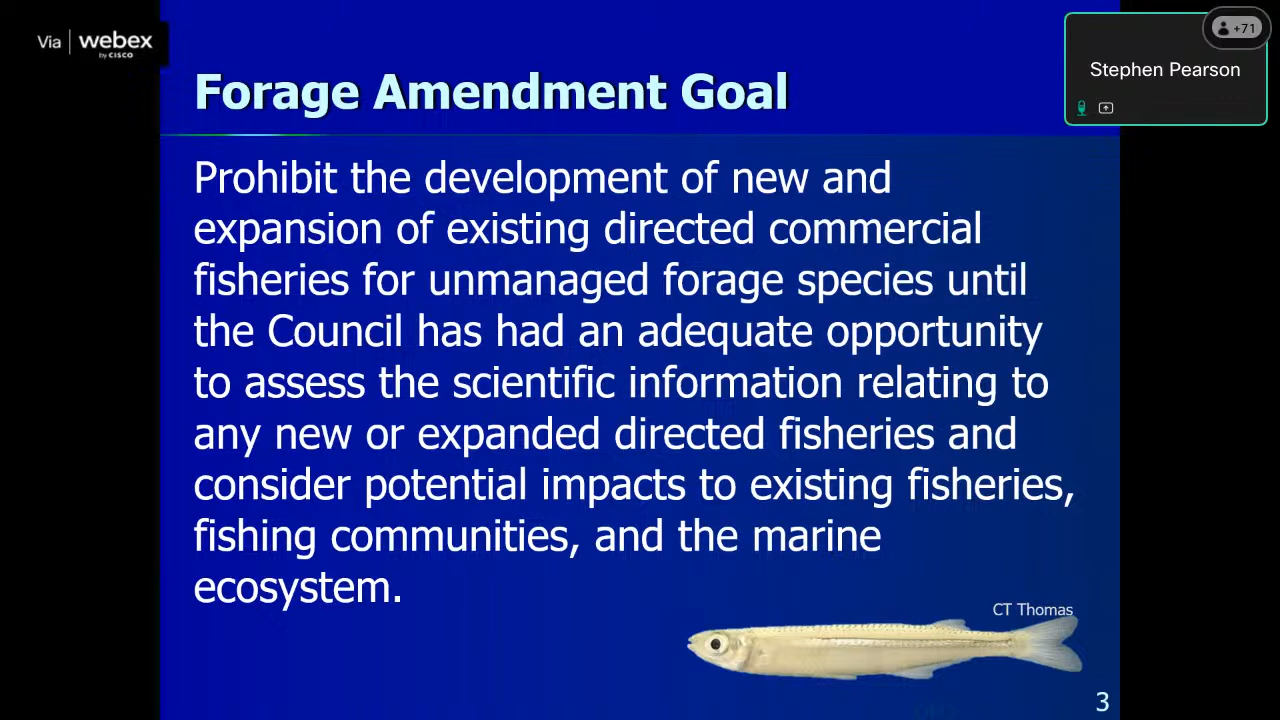 Via webex
by CISCO
+71
Stephen Pearson
Forage Amendment Goal
Prohibit the development of new and
expansion of existing directed commercial
fisheries for unmanaged forage species until
the Council has had an adequate opportunity
to assess the scientific information relating to
any new or expanded directed fisheries and
consider potential impacts to existing fisheries,
fishing communities, and the marine
ecosystem.
CT Thomas
3